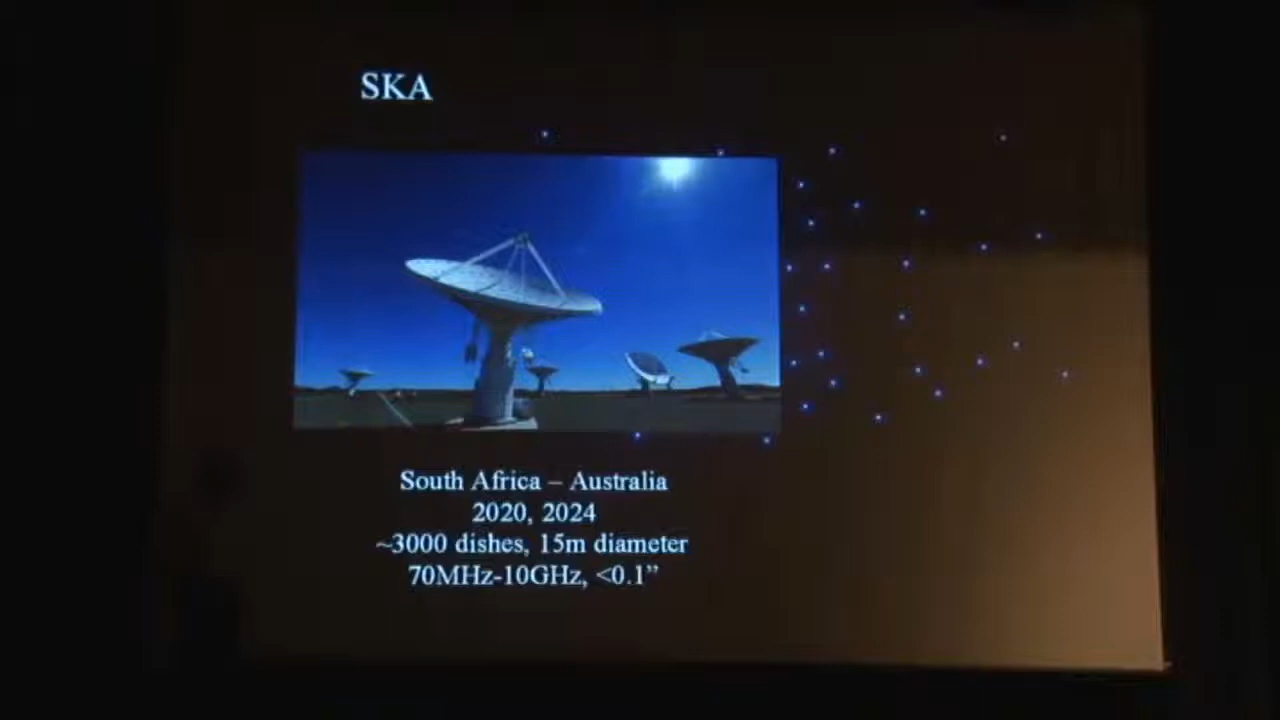 SKA
South Africa – Australia
2020, 2024
~3000 dishes, 15m diameter
70MHz-10GHz, <0.1”